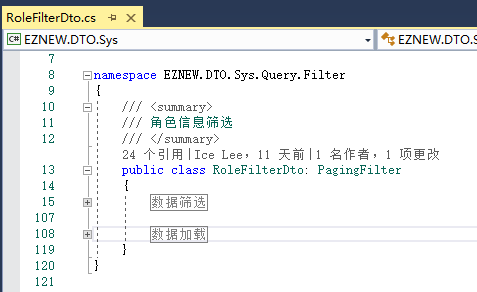 RoleFilterDto.cs
EZNEW.DTO.Sys
EZNEW.DTO.S
7
8 namespace EZNEW.DTO.Sys.Query.Filter
9 {
10 /// <summary>
11 /// 角色信息筛选
12 /// </summary>
24 个引用|Ice Lee，11 天前|1 名作者，1 项更改
13 public class RoleFilterDto: PagingFilter
14 {
15 数据筛选
107
108 数据加载
119 }
120 }
121